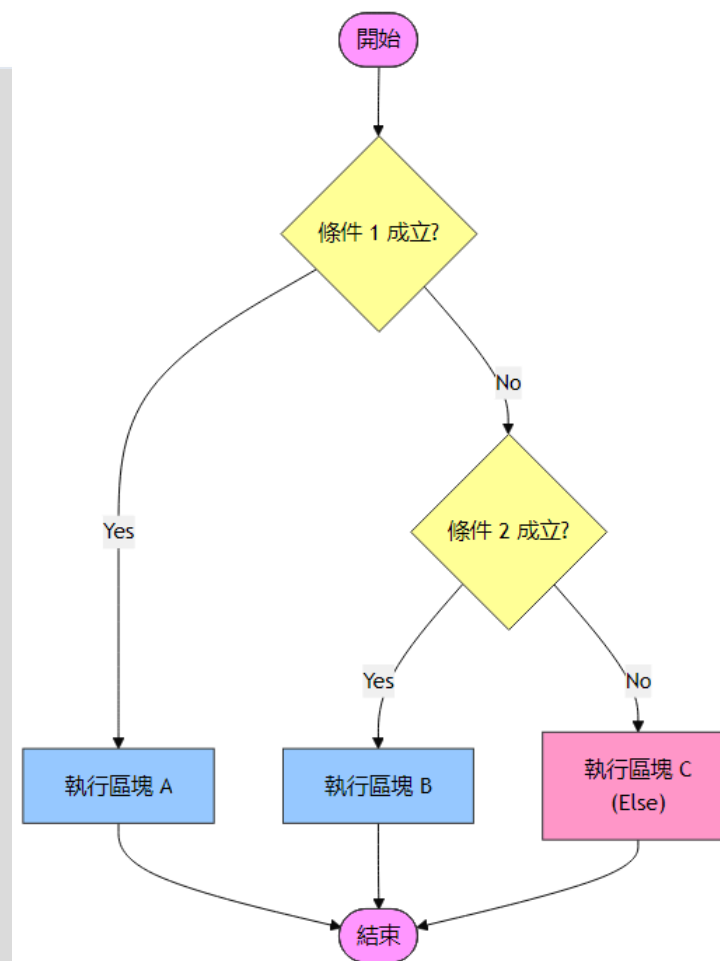 開始
條件 1 成立?
No
Yes
條件 2 成立?
Yes
No
執行區塊 A
執行區塊 B
執行區塊 C
(Else)
結束